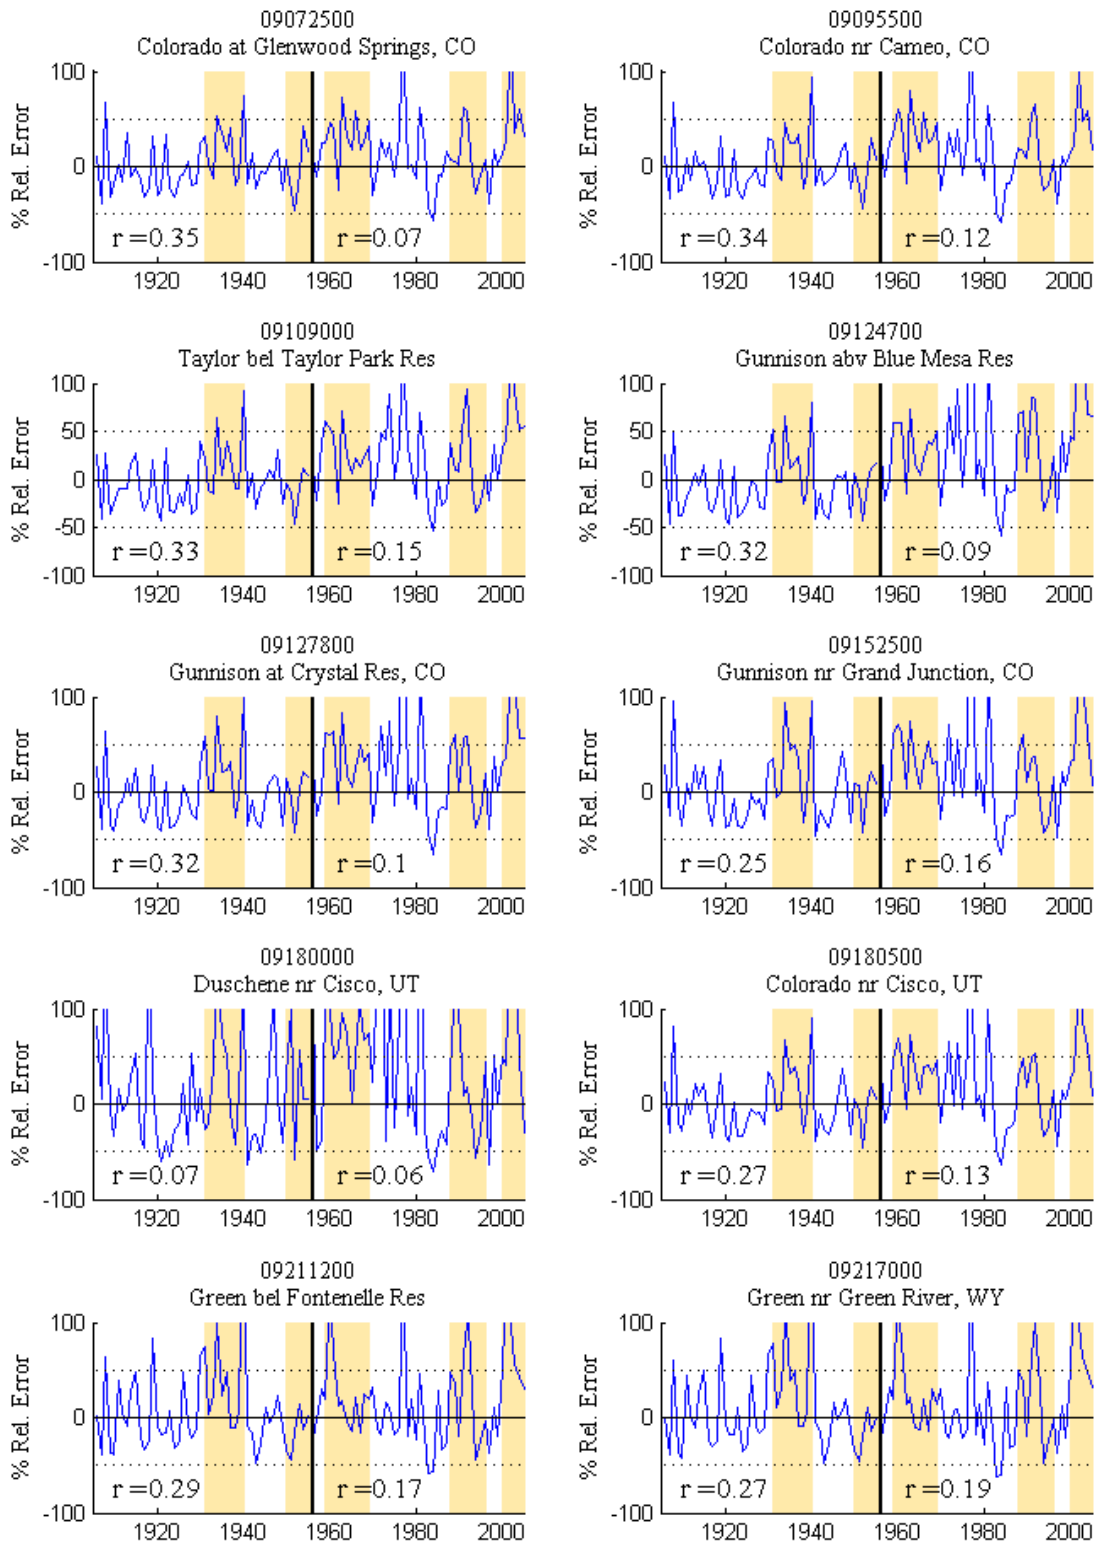 09072500
Colorado at Glenwood Springs, CO
% Rel. Error
100
0
-100
r=0.35
r=0.07
1920
1940
1960
1980
2000
09095500
Colorado nr Cameo, CO
% Rel. Error
100
0
-100
r=0.34
r=0.12
1920
1940
1960
1980
2000
09109000
Taylor bel Taylor Park Res
% Rel. Error
100
50
0
-50
-100
r=0.33
r=0.15
1920
1940
1960
1980
2000
09124700
Gunnison abv Blue Mesa Res
% Rel. Error
100
0
-100
r=0.32
r=0.09
1920
1940
1960
1980
2000
09127800
Gunnison at Crystal Res, CO
% Rel. Error
100
0
-100
r=0.32
r=0.1
1920
1940
1960
1980
2000
09152500
Gunnison nr Grand Junction, CO
% Rel. Error
100
0
-100
r=0.25
r=0.16
1920
1940
1960
1980
2000
09180000
Duschene nr Cisco, UT
% Rel. Error
100
0
-100
r=0.07
r=0.06
1920
1940
1960
1980
2000
09180500
Colorado nr Cisco, UT
% Rel. Error
100
0
-100
r=0.27
r=0.13
1920
1940
1960
1980
2000
09211200
Green bel Fontenelle Res
% Rel. Error
100
0
-100
r=0.29
r=0.17
1920
1940
1960
1980
2000
09217000
Green nr Green River, WY
% Rel. Error
100
0
-100
r=0.27
r=0.19
1920
1940
1960
1980
2000